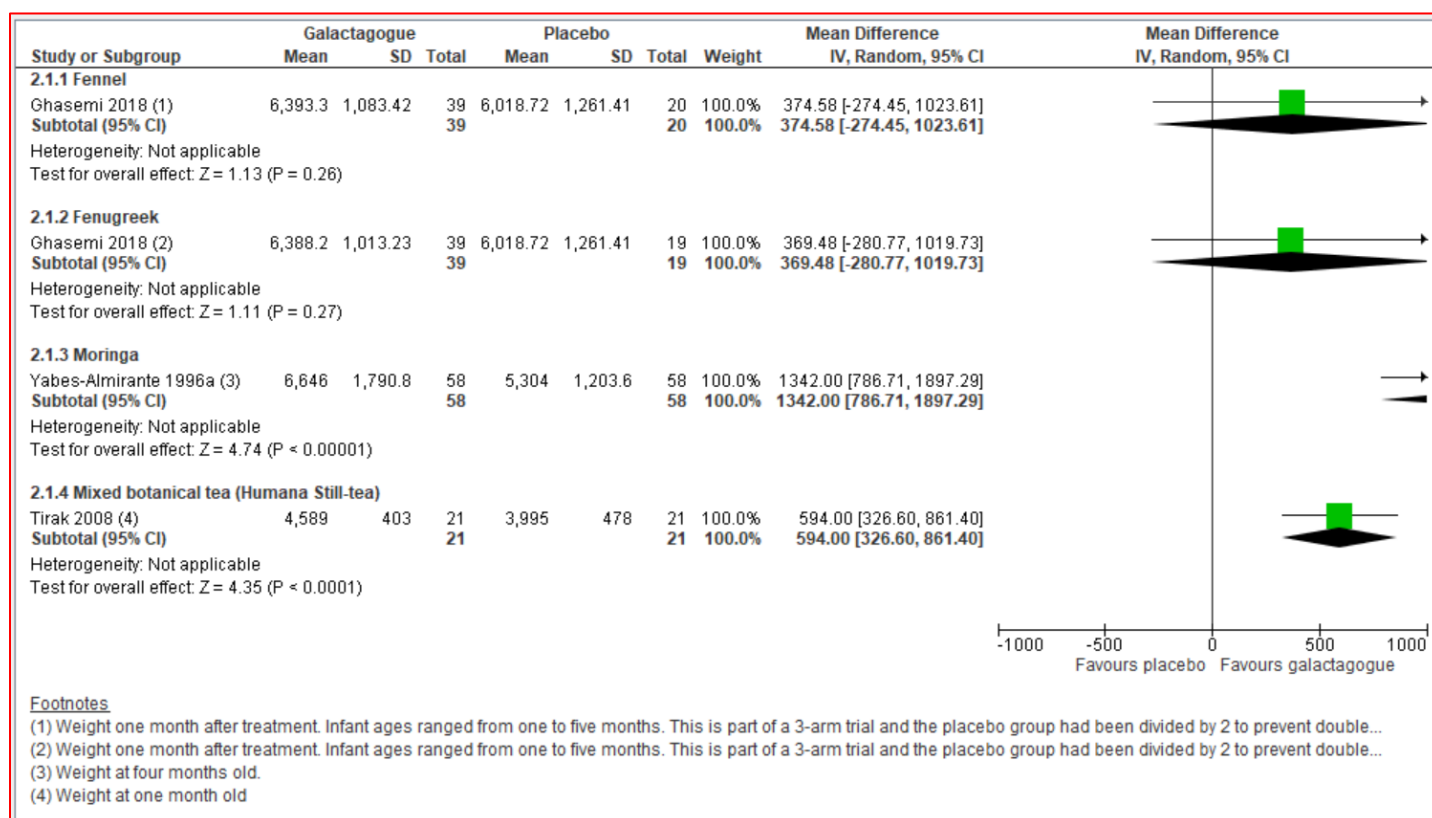 Galactagogue Placebo Mean Difference Mean Difference
Study or Subgroup Mean SD Total Mean SD Total Weight IV, Random, 95% CI IV, Random, 95% CI
2.1.1 Fennel
Ghasemi 2018 (1) 6,393.3 1,083.42 39 6,018.72 1,261.41 20 100.0% 374.58 [-274.45, 1023.61]
Subtotal (95% CI) 39 20 100.0% 374.58 [-274.45, 1023.61]
Heterogeneity: Not applicable
Test for overall effect: Z = 1.13 (P = 0.26)
2.1.2 Fenugreek
Ghasemi 2018 (2) 6,388.2 1,013.23 39 6,018.72 1,261.41 19 100.0% 369.48 [-280.77, 1019.73]
Subtotal (95% CI) 39 19 100.0% 369.48 [-280.77, 1019.73]
Heterogeneity: Not applicable
Test for overall effect: Z = 1.11 (P = 0.27)
2.1.3 Moringa
Yabes-Almirante 1996a (3) 6,646 1,790.8 58 5,304 1,203.6 58 100.0% 1342.00 [786.71, 1897.29]
Subtotal (95% CI) 58 58 100.0% 1342.00 [786.71, 1897.29]
Heterogeneity: Not applicable
Test for overall effect: Z = 4.74 (P < 0.00001)
2.1.4 Mixed botanical tea (Humana Still-tea)
Tirak 2008 (4) 4,589 403 21 3,995 478 21 100.0% 594.00 [326.60, 861.40]
Subtotal (95% CI) 21 21 100.0% 594.00 [326.60, 861.40]
Heterogeneity: Not applicable
Test for overall effect: Z = 4.35 (P < 0.0001)
-1000 -500 0 500 1000
Favours placebo Favours galactagogue
Footnotes
(1) Weight one month after treatment. Infant ages ranged from one to five months. This is part of a 3-arm trial and the placebo group had been divided by 2 to prevent double...
(2) Weight one month after treatment. Infant ages ranged from one to five months. This is part of a 3-arm trial and the placebo group had been divided by 2 to prevent double...
(3) Weight at four months old.
(4) Weight at one month old